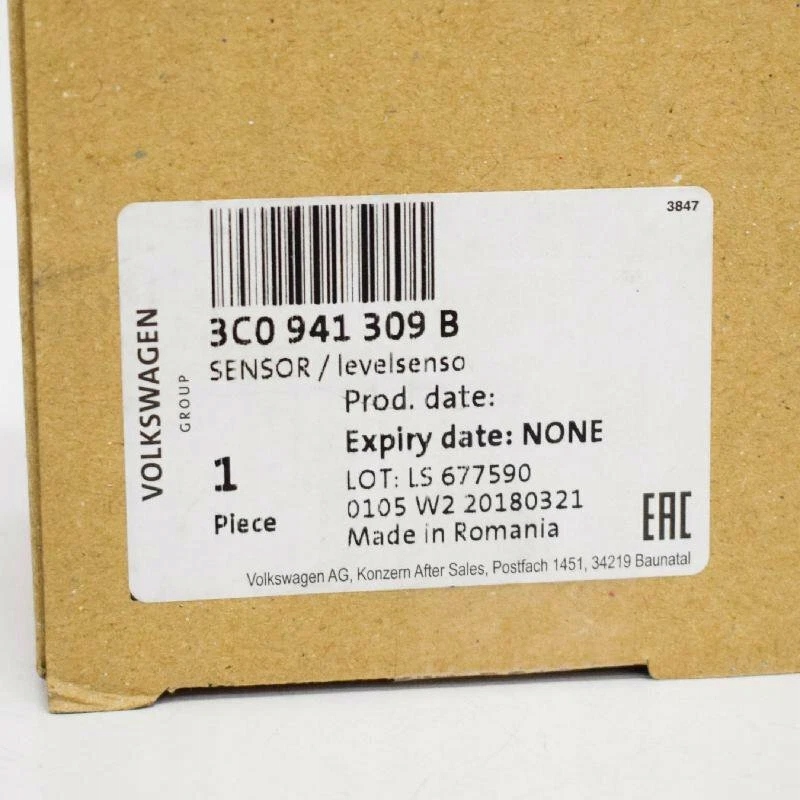 3847
3C0 941 309 B
SENSOR / levelsenso
VOLKSWAGEN
GROUP
Prod. date:
Expiry date: NONE
1
Piece
LOT: LS 677590
0105 W2 20180321
Made in Romania
EAC
Volkswagen AG, Konzern After Sales, Postfach 1451, 34219 Baunatal